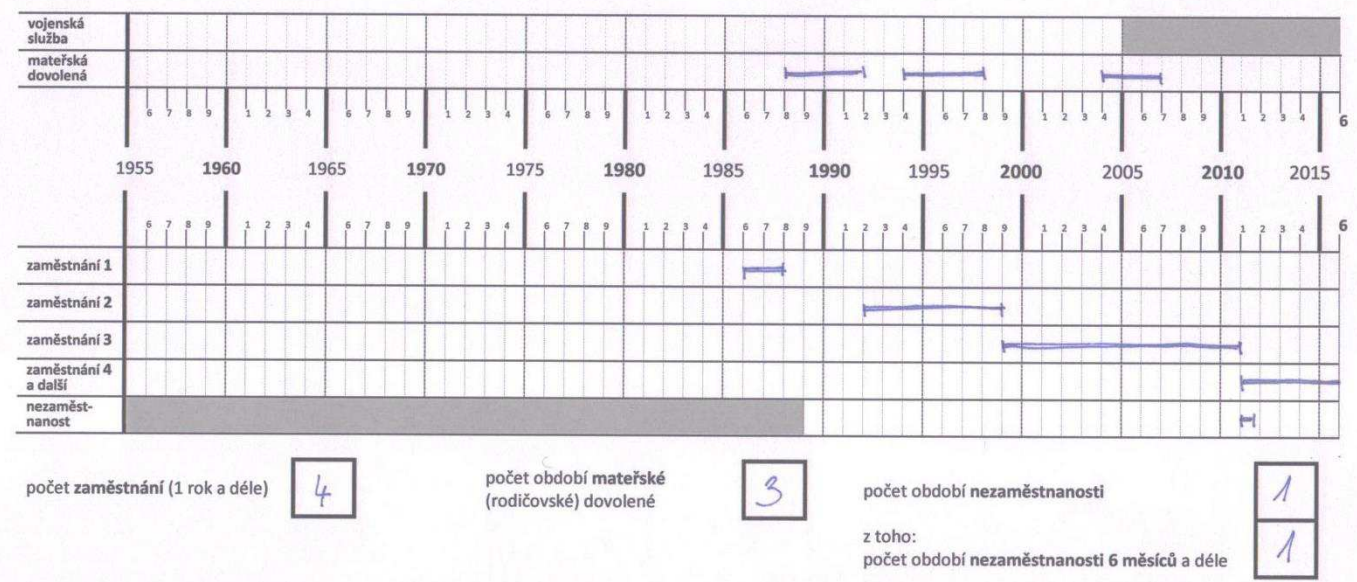 vojenská
služba
mateřská
dovolená
6 7 8 9 1 2 3 4 6 7 8 9 1 2 3 4 6 7 8 9 1 2 3 4 6 7 8 9 1 2 3 4 6 7 8 9 1 2 3 4 6 7 8 9 1 2 3 4 6
1955 1960 1965 1970 1975 1980 1985 1990 1995 2000 2005 2010 2015
6 7 8 9 1 2 3 4 6 7 8 9 1 2 3 4 6 7 8 9 1 2 3 4 6 7 8 9 1 2 3 4 6 7 8 9 1 2 3 4 6 7 8 9 1 2 3 4 6
zaměstnání 1
zaměstnání 2
zaměstnání 3
zaměstnání 4
a další
nezaměst-
nanost
počet zaměstnání (1 rok a déle) 4
počet období mateřské
(rodičovské) dovolené 3
počet období nezaměstnanosti 1
z toho:
počet období nezaměstnanosti 6 měsíců a déle 1